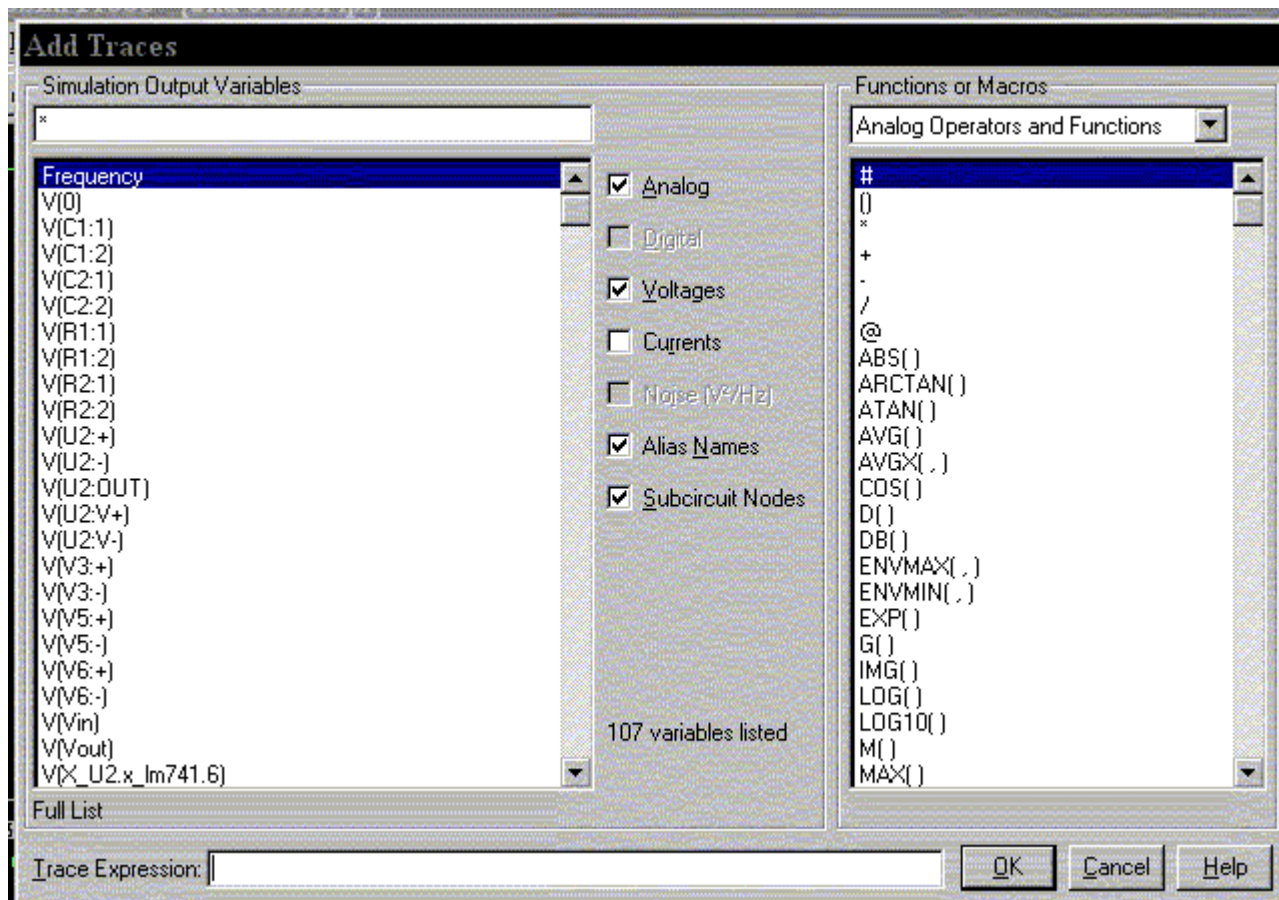 Add Traces
Simulation Output Variables
*
Frequency
V(0)
V(C1:1)
V(C1:2)
V(C2:1)
V(C2:2)
V(R1:1)
V(R1:2)
V(R2:1)
V(R2:2)
V(U2:+)
V(U2:-)
V(U2:OUT)
V(U2:V+)
V(U2:V-)
V(V3:+)
V(V3:-)
V(V5:+)
V(V5:-)
V(V6:+)
V(V6:-)
V(Vin)
V(Vout)
V(X_U2.x_lm741.6)
Full List
Analog
Digital
Voltages
Currents
Noise (V²/Hz)
Alias Names
Subcircuit Nodes
107 variables listed
Functions or Macros
Analog Operators and Functions
#
()
*
+
-
/
@
ABS( )
ARCTAN( )
ATAN( )
AVG( )
AVGX( , )
COS( )
D( )
DB( )
ENVMAX( , )
ENVMIN( , )
EXP( )
G( )
IMG( )
LOG( )
LOG10( )
M( )
MAX( )
Trace Expression:
OK
Cancel
Help